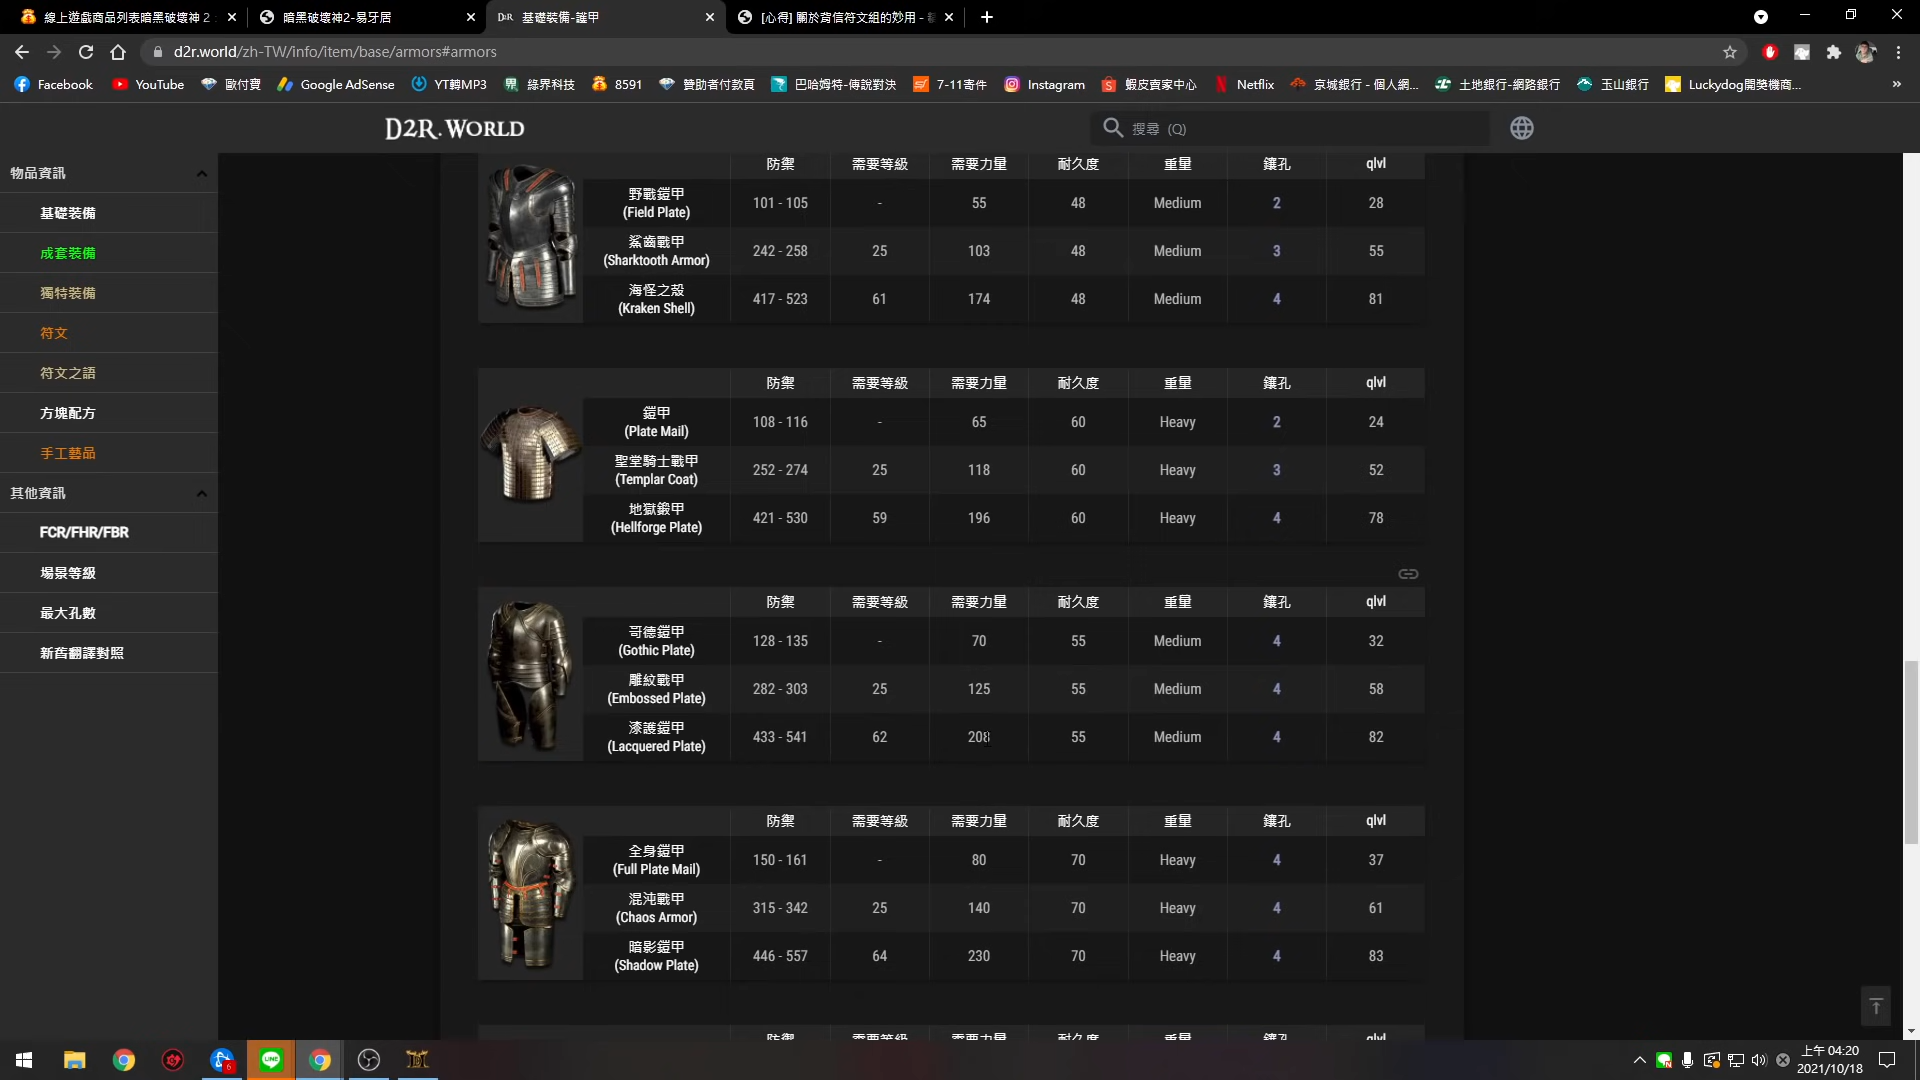 線上遊戲商品列表暗黑破壞神 2
暗黑破壞神2-易牙居
D2R 基礎裝備-護甲
[心得] 關於背信符文組的妙用 -
d2r.world/zh-TW/info/item/base/armors#armors
Facebook YouTube 歐付寶 Google AdSense YT轉MP3 綠界科技 8591 贊助者付款頁 巴哈姆特-傳說對決 7-11寄件 Instagram 蝦皮賣家中心 Netflix 京城銀行 - 個人網... 土地銀行-網路銀行 玉山銀行 Luckydog開獎機商... »
D2R.WORLD
搜尋 (Q)
物品資訊
基礎裝備
成套裝備
獨特裝備
符文
符文之語
方塊配方
手工藝品
其他資訊
FCR/FHR/FBR
場景等級
最大孔數
新舊翻譯對照
防禦 需要等級 需要力量 耐久度 重量 鑲孔 qlvl
野戰鎧甲
(Field Plate) 101 - 105 - 55 48 Medium 2 28
鯊齒戰甲
(Sharktooth Armor) 242 - 258 25 103 48 Medium 3 55
海怪之殼
(Kraken Shell) 417 - 523 61 174 48 Medium 4 81
防禦 需要等級 需要力量 耐久度 重量 鑲孔 qlvl
鎧甲
(Plate Mail) 108 - 116 - 65 60 Heavy 2 24
聖堂騎士戰甲
(Templar Coat) 252 - 274 25 118 60 Heavy 3 52
地獄鍛甲
(Hellforge Plate) 421 - 530 59 196 60 Heavy 4 78
防禦 需要等級 需要力量 耐久度 重量 鑲孔 qlvl
哥德鎧甲
(Gothic Plate) 128 - 135 - 70 55 Medium 4 32
雕紋戰甲
(Embossed Plate) 282 - 303 25 125 55 Medium 4 58
漆護鎧甲
(Lacquered Plate) 433 - 541 62 208 55 Medium 4 82
防禦 需要等級 需要力量 耐久度 重量 鑲孔 qlvl
全身鎧甲
(Full Plate Mail) 150 - 161 - 80 70 Heavy 4 37
混沌戰甲
(Chaos Armor) 315 - 342 25 140 70 Heavy 4 61
暗影鎧甲
(Shadow Plate) 446 - 557 64 230 70 Heavy 4 83
防禦 需要等級 需要力量 耐久度 重量 鑲孔 qlvl
6
LINE
上午 04:20
2021/10/18